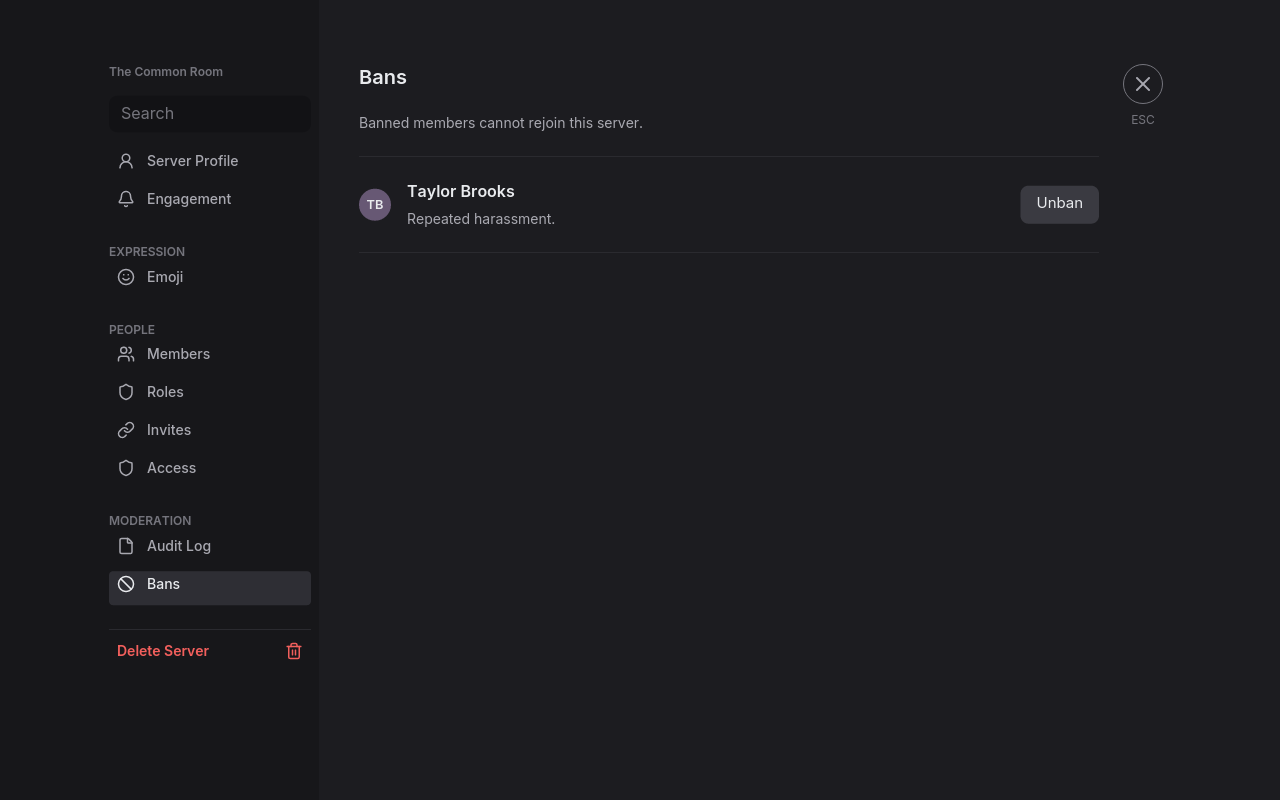 The Common Room
Search
Server Profile
Engagement
EXPRESSION
Emoji
PEOPLE
Members
Roles
Invites
Access
MODERATION
Audit Log
Bans
Delete Server
Bans
Banned members cannot rejoin this server.
TB
Taylor Brooks
Repeated harassment.
Unban
ESC